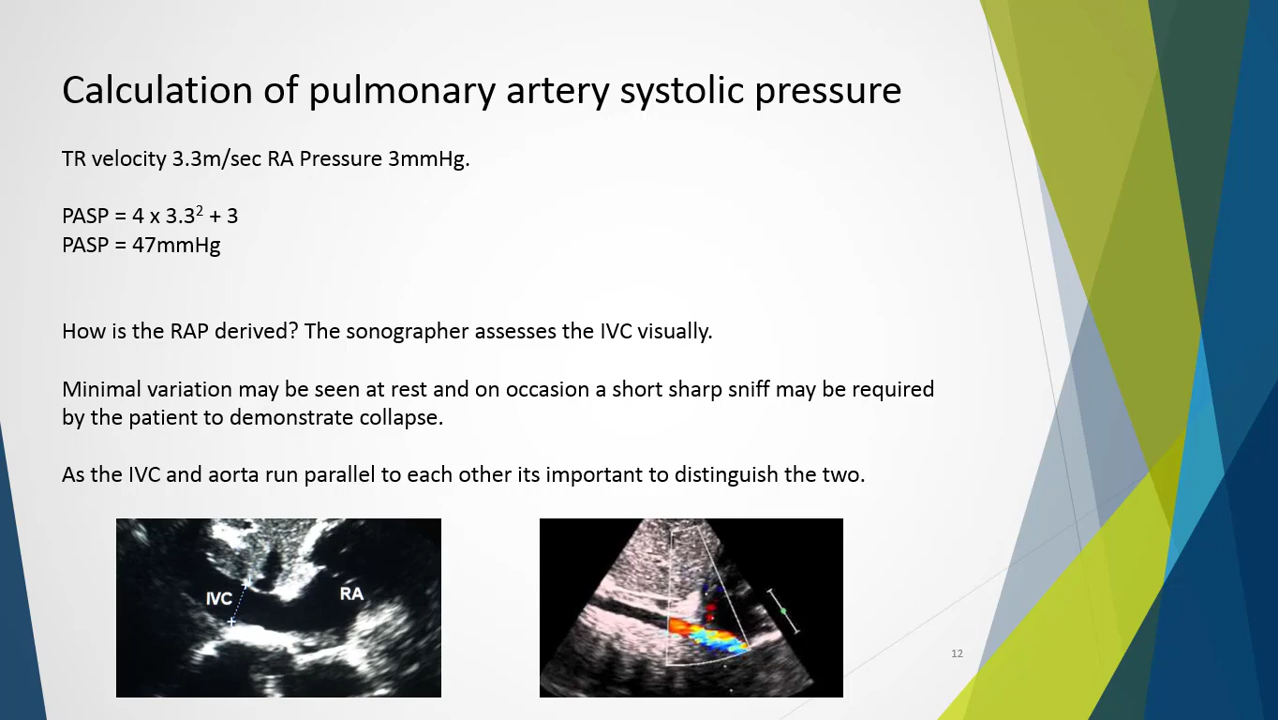 Calculation of pulmonary artery systolic pressure
TR velocity 3.3m/sec RA Pressure 3mmHg.
PASP = 4 x 3.3² + 3
PASP = 47mmHg
How is the RAP derived? The sonographer assesses the IVC visually.
Minimal variation may be seen at rest and on occasion a short sharp sniff may be required
by the patient to demonstrate collapse.
As the IVC and aorta run parallel to each other its important to distinguish the two.
IVC
RA
12